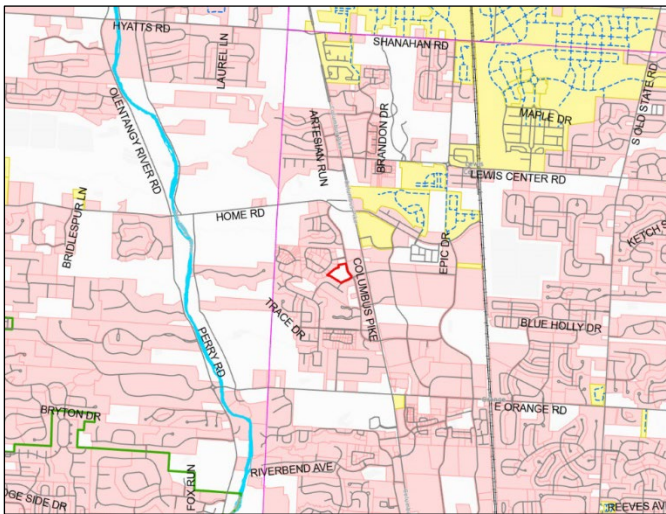 HYATTS RD
LAUREL LN
SHANAHAN RD
S OLD STATE RD
OLENTANGY RIVER RD
ARTESIAN RUN
BRANDON DR
MAPLE DR
LEWIS CENTER RD
BRIDLESPUR LN
HOME RD
EPIC DR
KETCH S
COLUMBUS PIKE
TRACE DR
PERRY RD
BLUE HOLLY DR
BRYTON DR
E ORANGE RD
FOX RUN
RIVERBEND AVE
DGE SIDE DR
REEVES AV